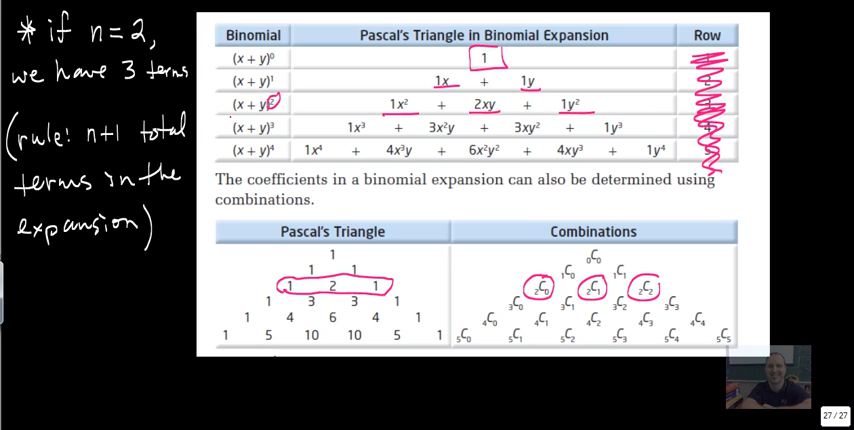 * if n = 2,
we have 3 terms
(rule: n+1 total
terms in the
expansion)
Binomial Pascal's Triangle in Binomial Expansion Row
(x + y)⁰ 1
(x + y)¹ 1x + 1y 2
(x + y)² 1x² + 2xy + 1y²
(x + y)³ 1x³ + 3x²y + 3xy² + 1y³ 4
(x + y)⁴ 1x⁴ + 4x³y + 6x²y² + 4xy³ + 1y⁴
The coefficients in a binomial expansion can also be determined using
combinations.
Pascal's Triangle Combinations
1 ₀C₀
1 1 ₁C₀ ₁C₁
1 2 1 ₂C₀ ₂C₁ ₂C₂
1 3 3 1 ₃C₀ ₃C₁ ₃C₂ ₃C₃
1 4 6 4 1 ₄C₀ ₄C₁ ₄C₂ ₄C₃ ₄C₄
1 5 10 10 5 1 ₅C₀ ₅C₁ ₅C₂ ₅C₃ ₅C₄ ₅C₅
27 / 27